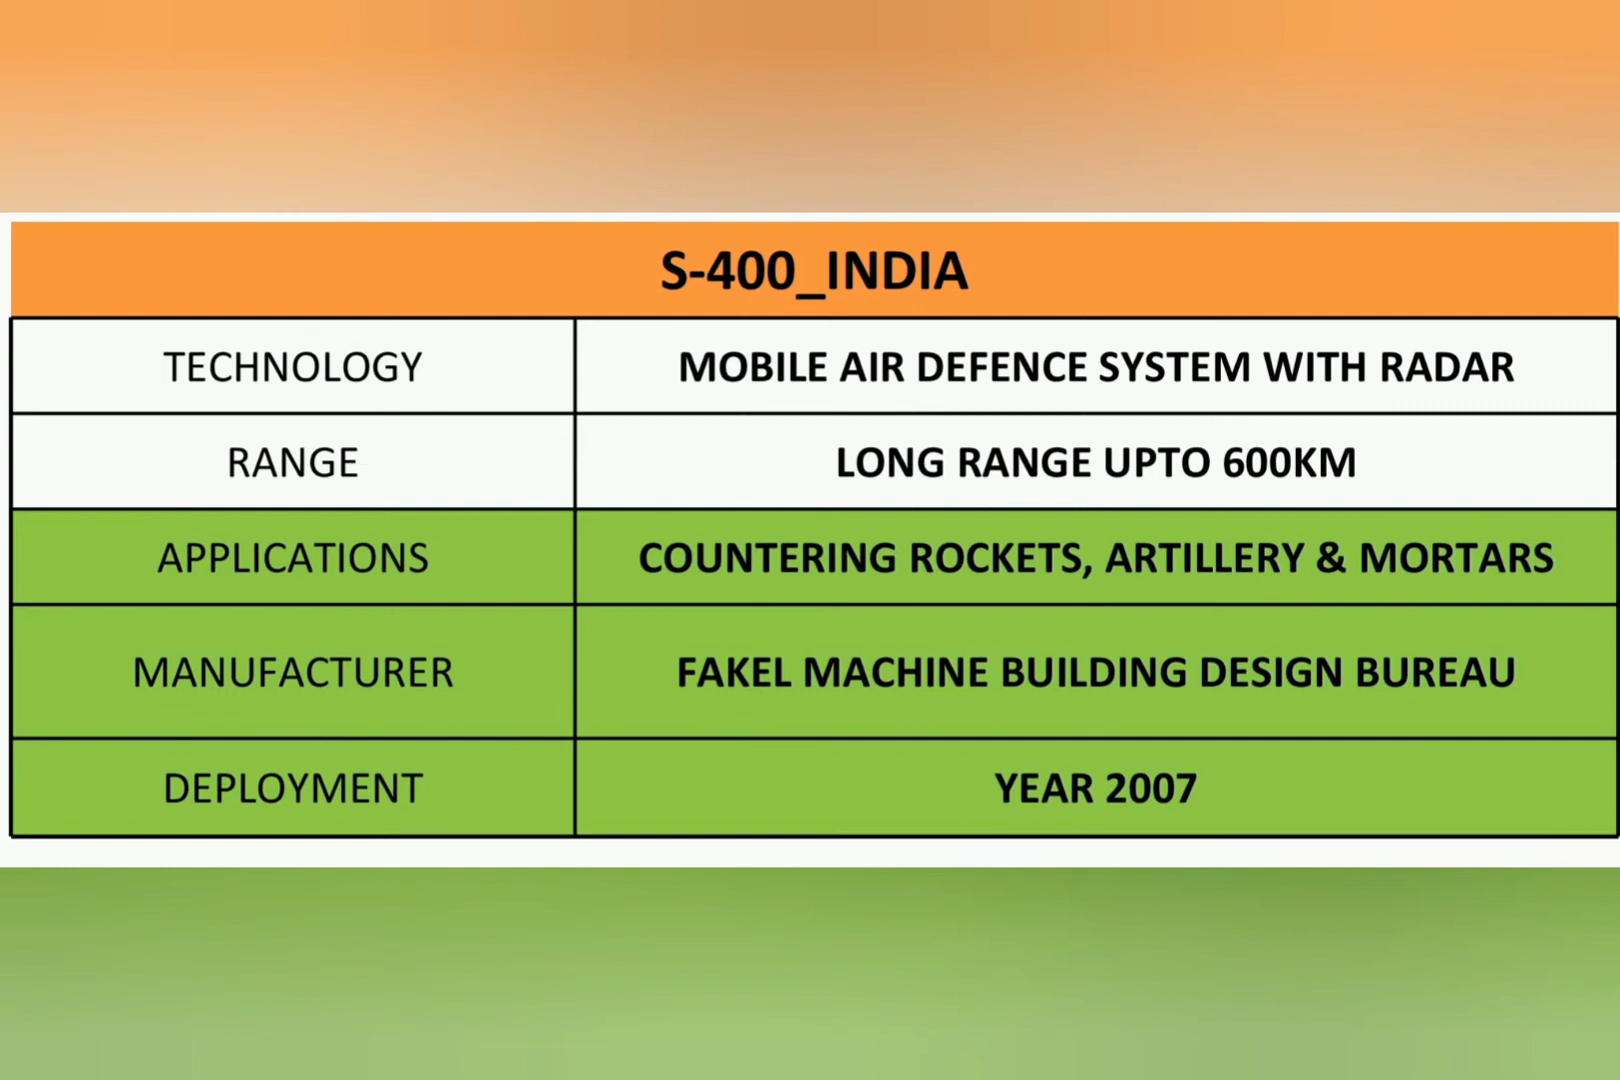 S-400_INDIA
TECHNOLOGY MOBILE AIR DEFENCE SYSTEM WITH RADAR
RANGE LONG RANGE UPTO 600KM
APPLICATIONS COUNTERING ROCKETS, ARTILLERY & MORTARS
MANUFACTURER FAKEL MACHINE BUILDING DESIGN BUREAU
DEPLOYMENT YEAR 2007